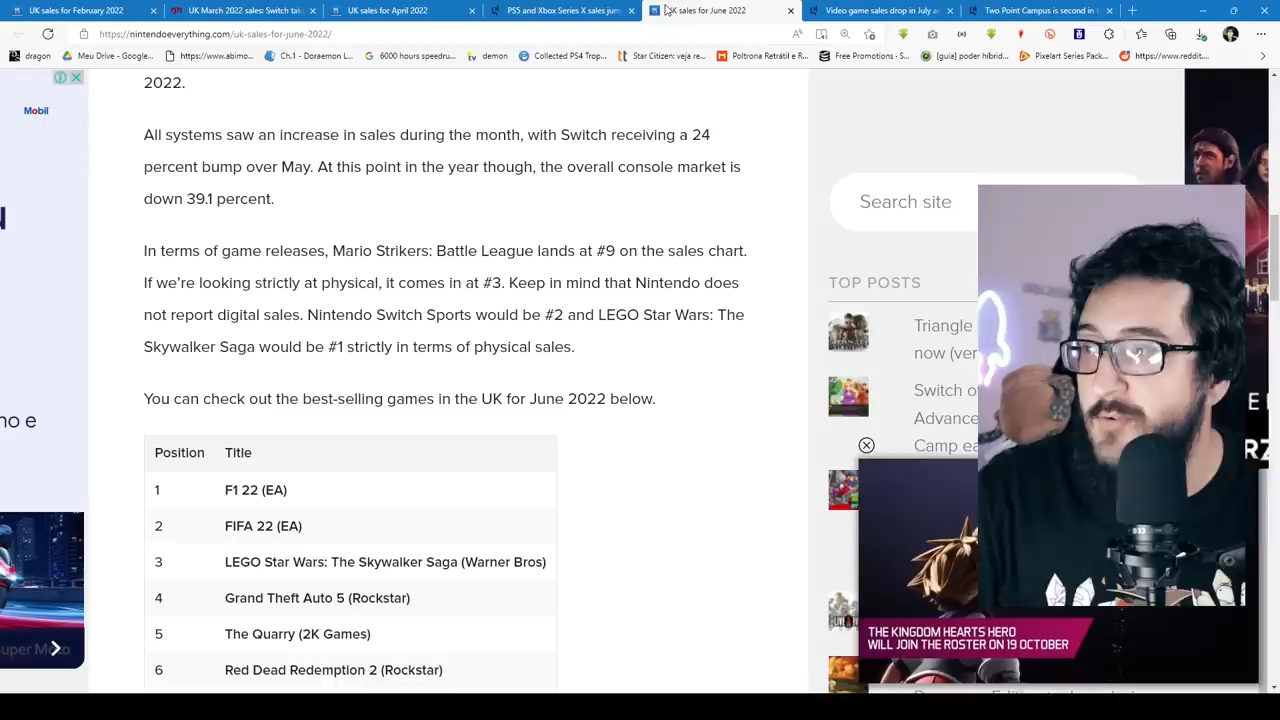 UK sales for February 2022
UK March 2022 sales: Switch tak
UK sales for April 2022
PS5 and Xbox Series X sales jum
UK sales for June 2022
Video game sales drop in July a
Two Point Campus is second in t
https://nintendoeverything.com/uk-sales-for-june-2022/
dragon
Meu Drive - Google...
https://www.abimo...
Ch.1 - Doraemon L...
6000 hours speedru...
demon
Collected PS4 Trop...
Star Citizen: veja re...
Poltrona Retrátil e R...
Free Promotions · S...
[guia] poder híbrid...
Pixelart Series Pack...
https://www.reddit...
Mobil
2022.
All systems saw an increase in sales during the month, with Switch receiving a 24
percent bump over May. At this point in the year though, the overall console market is
down 39.1 percent.
In terms of game releases, Mario Strikers: Battle League lands at #9 on the sales chart.
If we're looking strictly at physical, it comes in at #3. Keep in mind that Nintendo does
not report digital sales. Nintendo Switch Sports would be #2 and LEGO Star Wars: The
Skywalker Saga would be #1 strictly in terms of physical sales.
You can check out the best-selling games in the UK for June 2022 below.
Position Title
1 F1 22 (EA)
2 FIFA 22 (EA)
3 LEGO Star Wars: The Skywalker Saga (Warner Bros)
4 Grand Theft Auto 5 (Rockstar)
5 The Quarry (2K Games)
6 Red Dead Redemption 2 (Rockstar)
Search site
TOP POSTS
Triangle
now (ver
Switch o
Advance
Camp ea
THE KINGDOM HEARTS HERO
WILL JOIN THE ROSTER ON 19 OCTOBER
no e
Super Moto